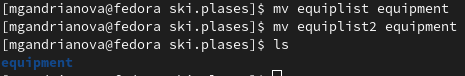 [mgandrianova@fedora ski.plases]$ mv equiplist equipment
[mgandrianova@fedora ski.plases]$ mv equiplist2 equipment
[mgandrianova@fedora ski.plases]$ ls
equipment
[mgandrianova@fedora ski.plases]$